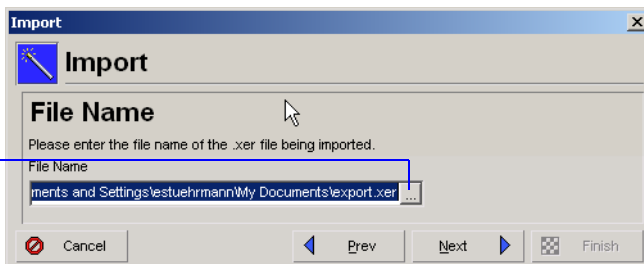 Import
Import
File Name
Please enter the file name of the .xer file being imported.
File Name
ments and Settings\estuehrmann\My Documents\export.xer ...
Cancel Prev Next Finish